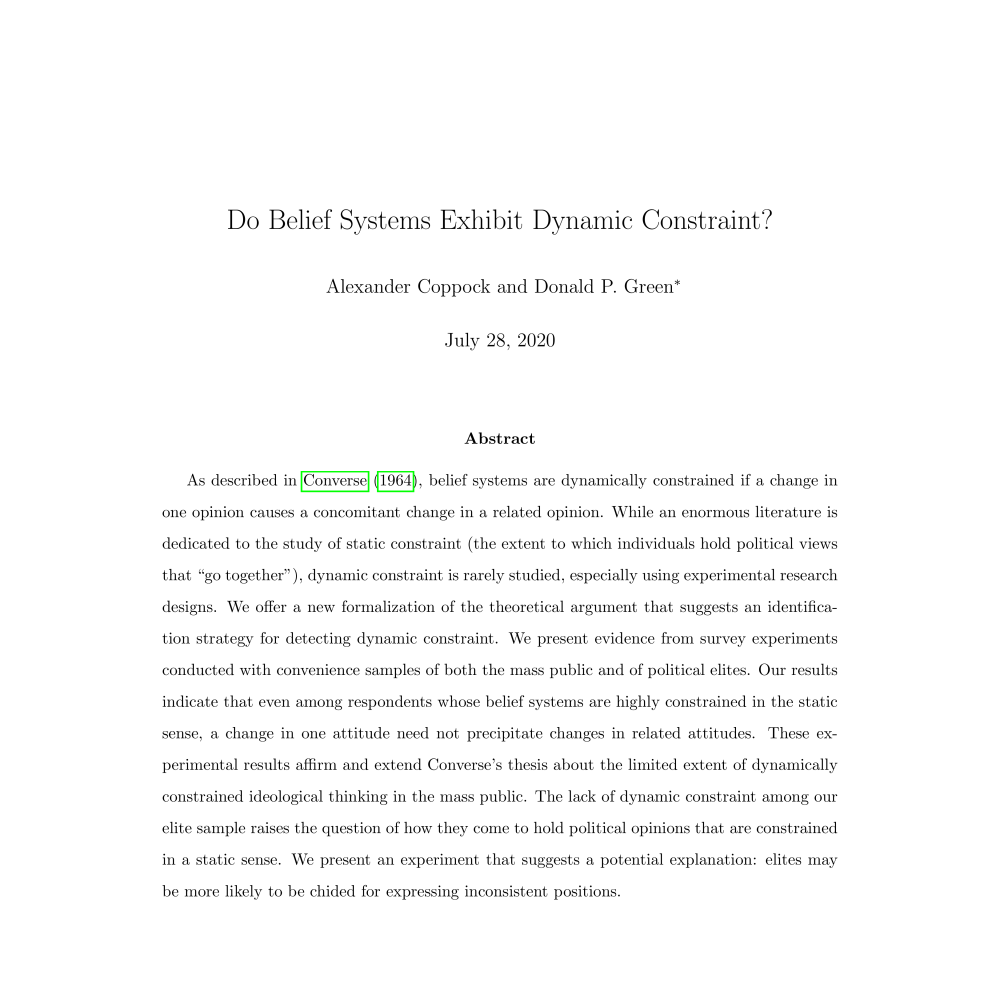 Do Belief Systems Exhibit Dynamic Constraint?
Alexander Coppock and Donald P. Green*
July 28, 2020
Abstract
As described in Converse (1964), belief systems are dynamically constrained if a change in
one opinion causes a concomitant change in a related opinion. While an enormous literature is
dedicated to the study of static constraint (the extent to which individuals hold political views
that “go together”), dynamic constraint is rarely studied, especially using experimental research
designs. We offer a new formalization of the theoretical argument that suggests an identifica-
tion strategy for detecting dynamic constraint. We present evidence from survey experiments
conducted with convenience samples of both the mass public and of political elites. Our results
indicate that even among respondents whose belief systems are highly constrained in the static
sense, a change in one attitude need not precipitate changes in related attitudes. These ex-
perimental results affirm and extend Converse’s thesis about the limited extent of dynamically
constrained ideological thinking in the mass public. The lack of dynamic constraint among our
elite sample raises the question of how they come to hold political opinions that are constrained
in a static sense. We present an experiment that suggests a potential explanation: elites may
be more likely to be chided for expressing inconsistent positions.